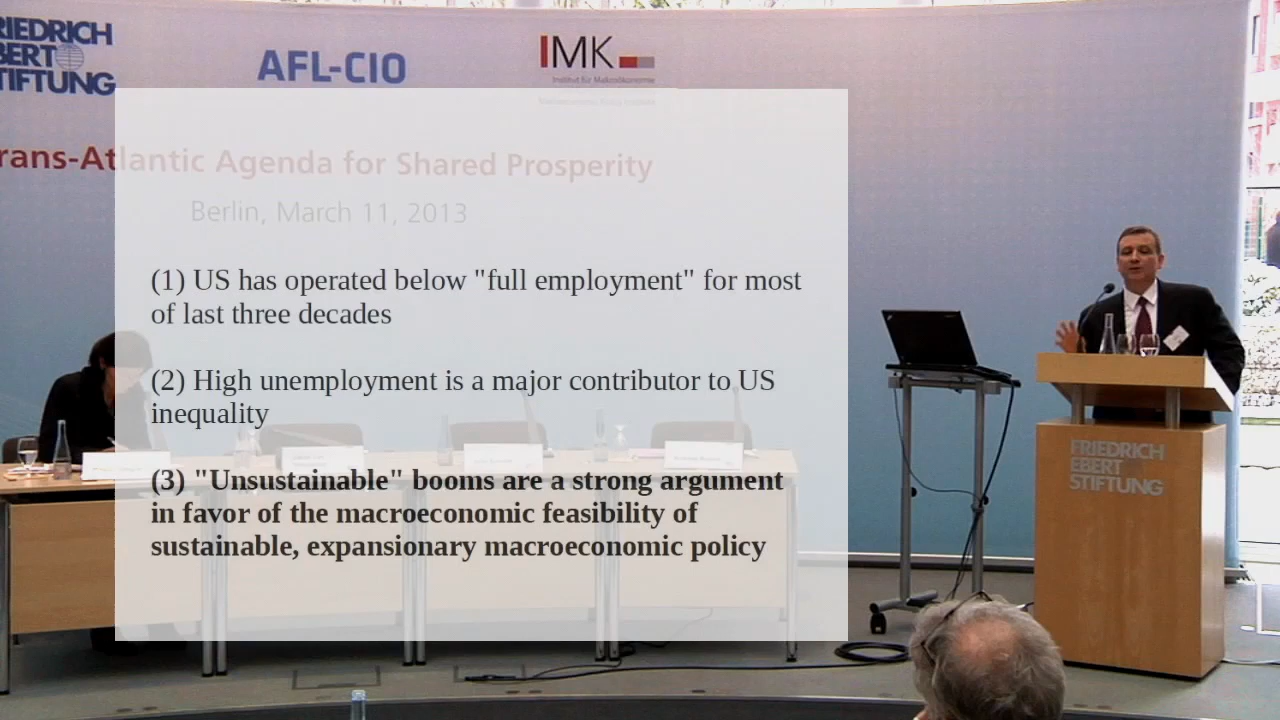 RIEDRICH
BERT
TIFTUNG
AFL-CIO
IMK
Institut für Makroökonomie
rans-Atlantic Agenda for Shared Prosperity
Berlin, March 11, 2013
(1) US has operated below "full employment" for most
of last three decades
(2) High unemployment is a major contributor to US
inequality
(3) "Unsustainable" booms are a strong argument
in favor of the macroeconomic feasibility of
sustainable, expansionary macroeconomic policy
FRIEDRICH
EBERT
STIFTUNG